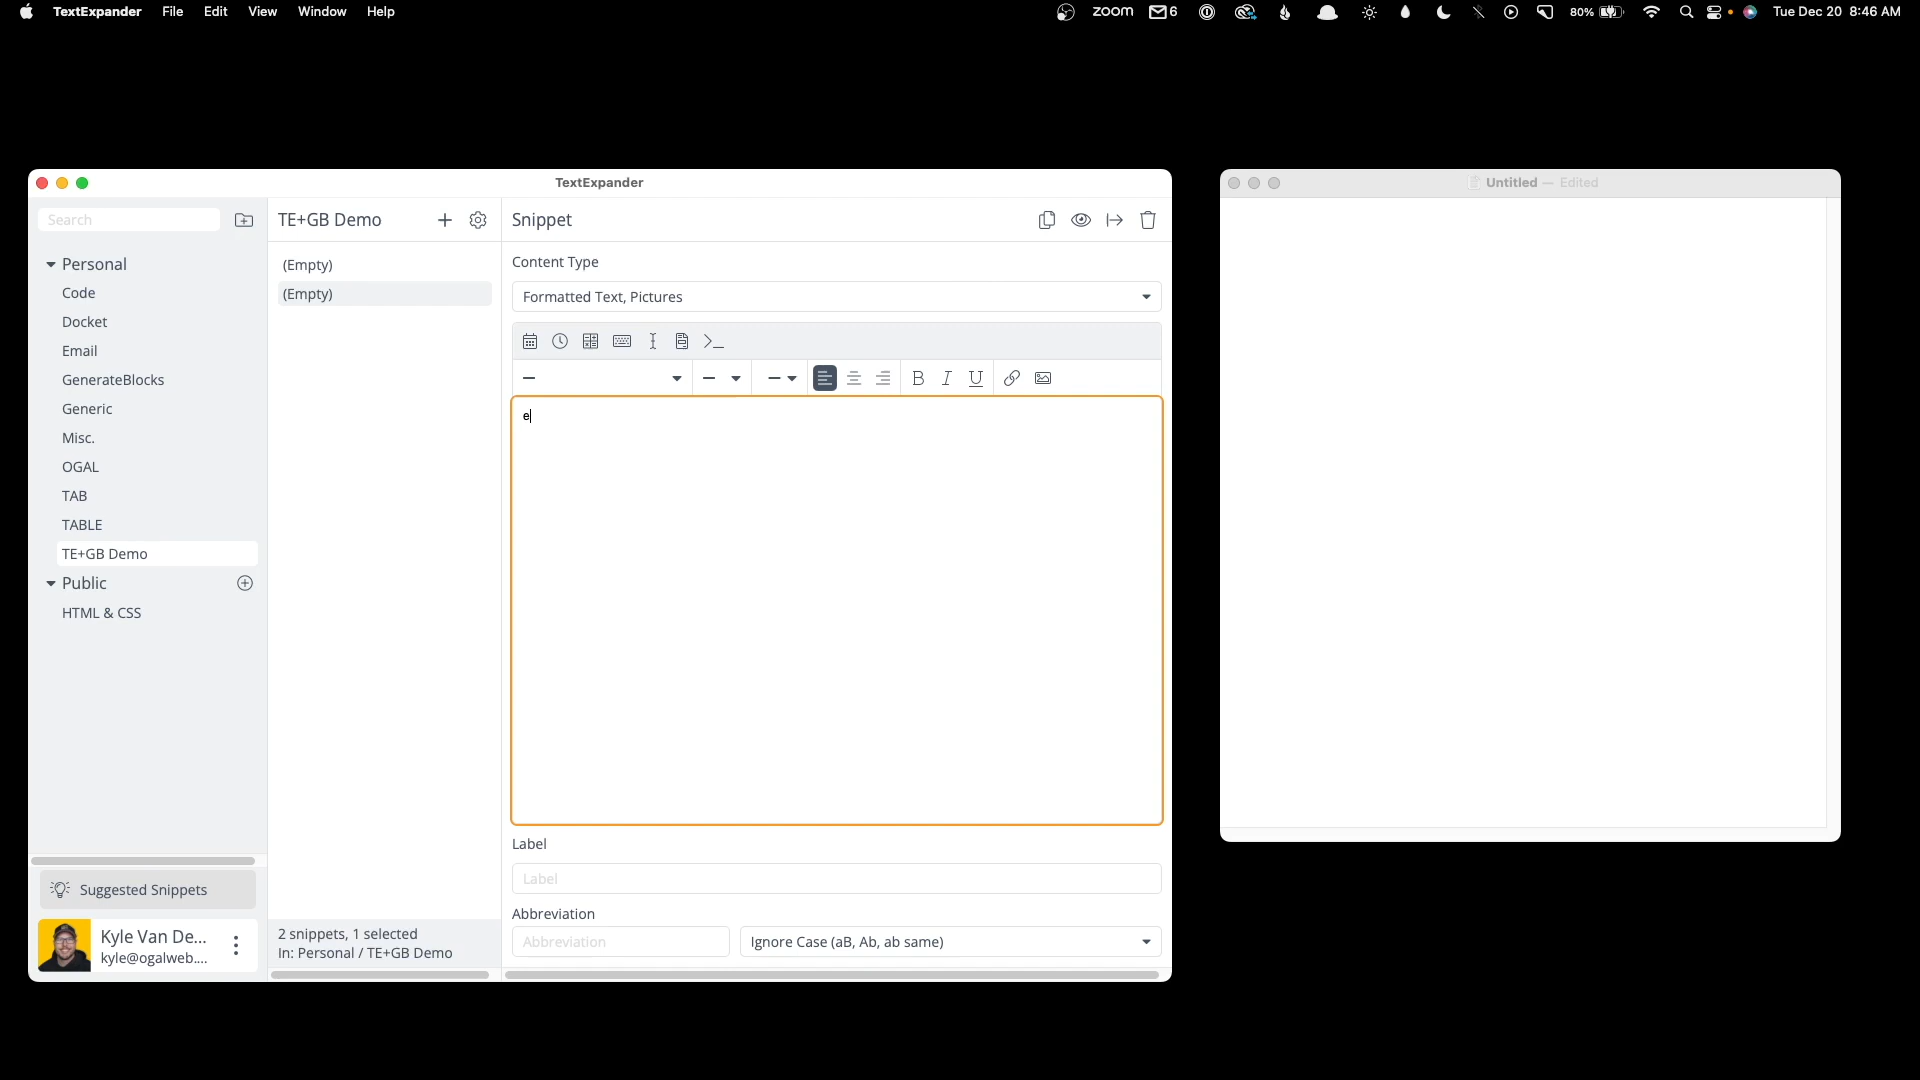 TextExpander File Edit View Window Help zoom 6 80% Tue Dec 20 8:46 AM
TextExpander
Untitled — Edited
Search
TE+GB Demo
Snippet
Personal
Code
Docket
Email
GenerateBlocks
Generic
Misc.
OGAL
TAB
TABLE
TE+GB Demo
Public
HTML & CSS
Suggested Snippets
Kyle Van De...
kyle@ogalweb....
(Empty)
(Empty)
2 snippets, 1 selected
In: Personal / TE+GB Demo
Content Type
Formatted Text, Pictures
B I U
e
Label
Label
Abbreviation
Abbreviation
Ignore Case (aB, Ab, ab same)